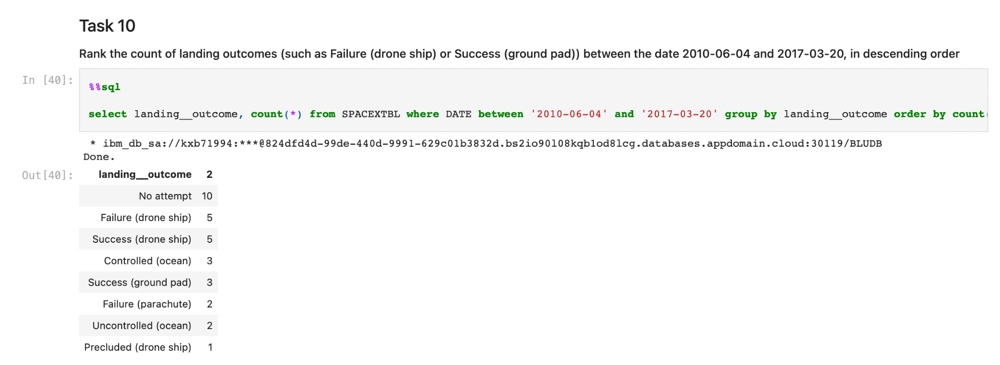 Task 10
Rank the count of landing outcomes (such as Failure (drone ship) or Success (ground pad)) between the date 2010-06-04 and 2017-03-20, in descending order
In [40]:
%%sql
select landing__outcome, count(*) from SPACEXTBL where DATE between '2010-06-04' and '2017-03-20' group by landing__outcome order by count(
* ibm_db_sa://kxb71994:***@824dfd4d-99de-440d-9991-629c01b3832d.bs2io90l08kqb1od8lcg.databases.appdomain.cloud:30119/BLUDB
Done.
Out[40]:
landing__outcome 2
No attempt 10
Failure (drone ship) 5
Success (drone ship) 5
Controlled (ocean) 3
Success (ground pad) 3
Failure (parachute) 2
Uncontrolled (ocean) 2
Precluded (drone ship) 1